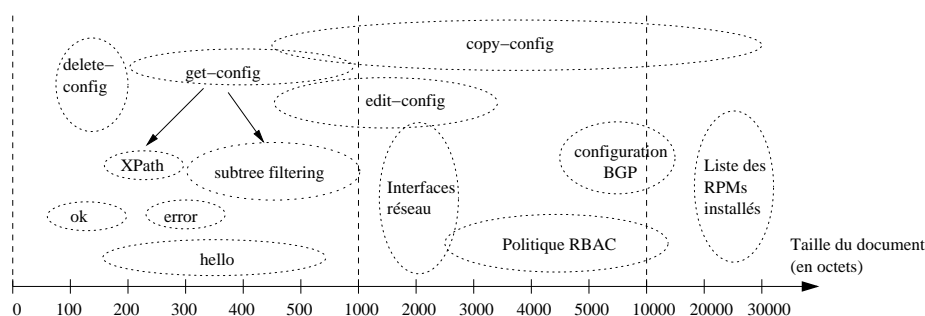 copy−config
delete−
config
get−config
edit−config
XPath
subtree filtering
configuration
BGP
Liste des
RPMs
installés
Interfaces
réseau
ok
error
Politique RBAC
hello
Taille du document
(en octets)
0 100 200 300 400 500 1000 2000 3000 4000 5000 10000 20000 30000